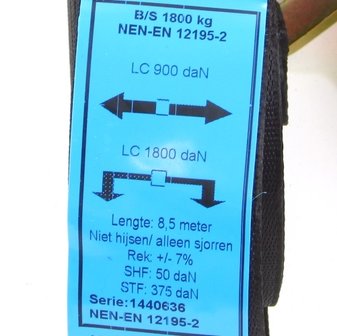 B/S 1800 kg
NEN-EN 12195-2
LC 900 daN
LC 1800 daN
Lengte: 8,5 meter
Niet hijsen/ alleen sjorren
Rek: +/- 7%
SHF: 50 daN
STF: 375 daN
Serie:1440636
NEN-EN 12195-2